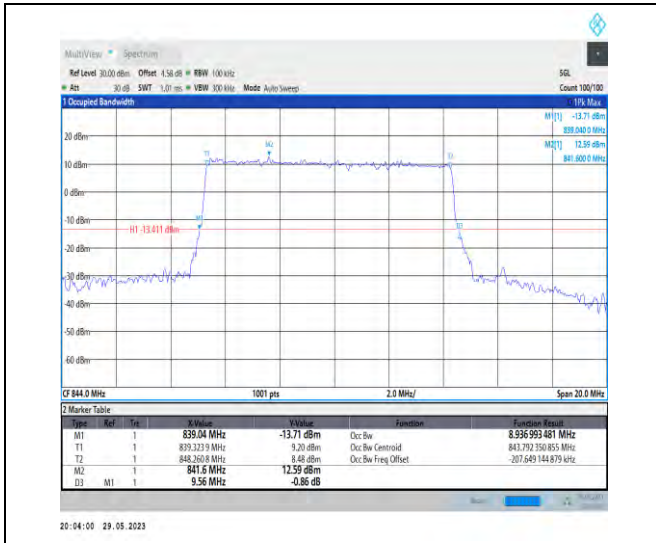 MultiView Spectrum
Ref Level 30.00 dBm Offset 4.58 dB RBW 100 kHz SGL
Att 30 dB SWT 1.01 ms VBW 300 kHz Mode Auto Sweep Count 100/100
1 Occupied Bandwidth 1Pk Max
M1[1] -13.71 dBm
839.040 0 MHz
M2[1] 12.59 dBm
841.600 0 MHz
20 dBm
M2
T1 T2
10 dBm
0 dBm
-10 dBm
M1
H1 -13.411 dBm
D3
-20 dBm
-30 dBm
-40 dBm
-50 dBm
-60 dBm
CF 844.0 MHz 1001 pts 2.0 MHz/ Span 20.0 MHz
2 Marker Table
Type Ref Trc X-Value Y-Value Function Function Result
M1 1 839.04 MHz -13.71 dBm Occ Bw 8.936 993 481 MHz
T1 1 839.323 9 MHz 9.20 dBm Occ Bw Centroid 843.792 350 855 MHz
T2 1 848.260 8 MHz 8.48 dBm Occ Bw Freq Offset -207.649 144 879 kHz
M2 1 841.6 MHz 12.59 dBm
D3 M1 1 9.56 MHz -0.86 dB
20:04:00 29.05.2023